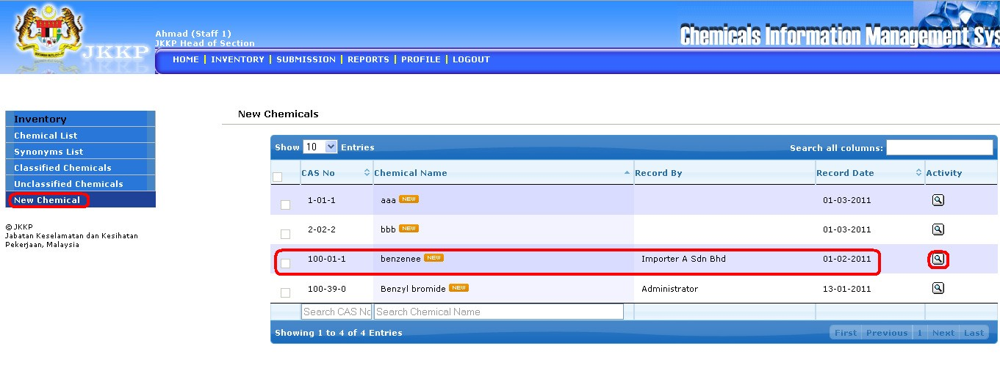 JKKP
Ahmad (Staff 1)
JKKP Head of Section
Chemicals Information Management Sys
HOME | INVENTORY | SUBMISSION | REPORTS | PROFILE | LOGOUT
Inventory
Chemical List
Synonyms List
Classified Chemicals
Unclassified Chemicals
New Chemical
© JKKP
Jabatan Keselamatan dan Kesihatan
Pekerjaan, Malaysia
New Chemicals
Show 10 Entries Search all columns:
CAS No Chemical Name Record By Record Date Activity
1-01-1 aaa NEW 01-03-2011
2-02-2 bbb NEW 01-03-2011
100-01-1 benzenee NEW Importer A Sdn Bhd 01-02-2011
100-39-0 Benzyl bromide NEW Administrator 13-01-2011
Search CAS No Search Chemical Name
Showing 1 to 4 of 4 Entries First Previous 1 Next Last